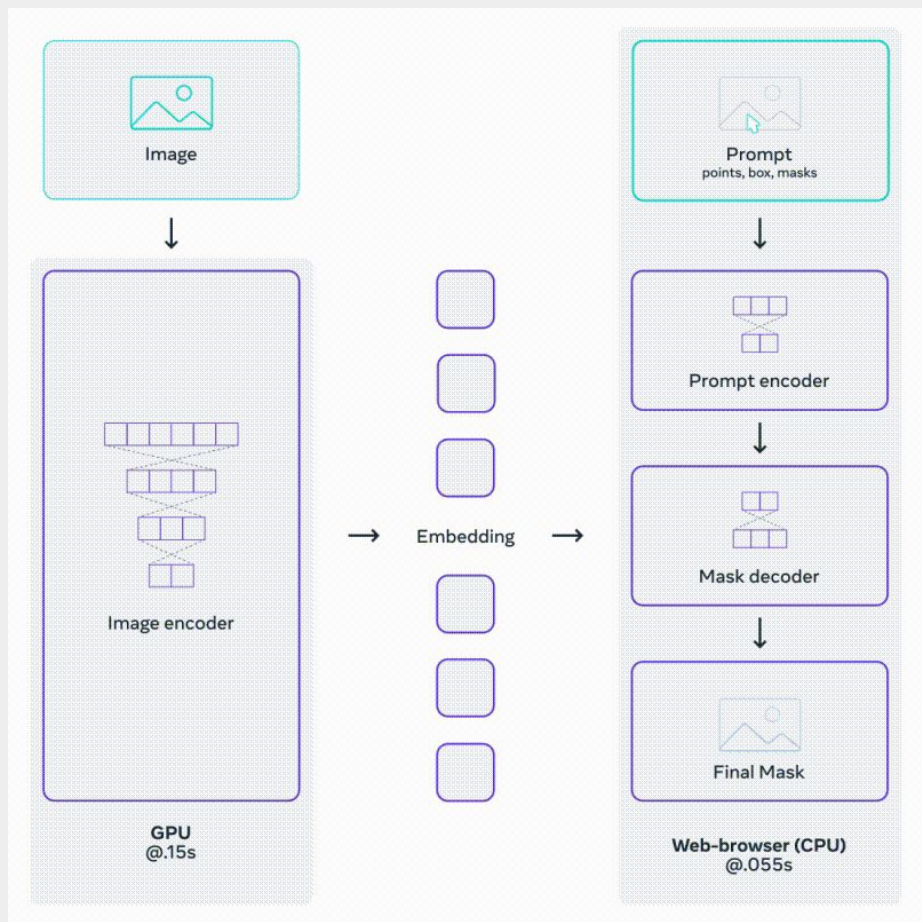 Image
Image encoder
GPU
@.15s
Embedding
Prompt
points, box, masks
Prompt encoder
Mask decoder
Final Mask
Web-browser (CPU)
@.055s